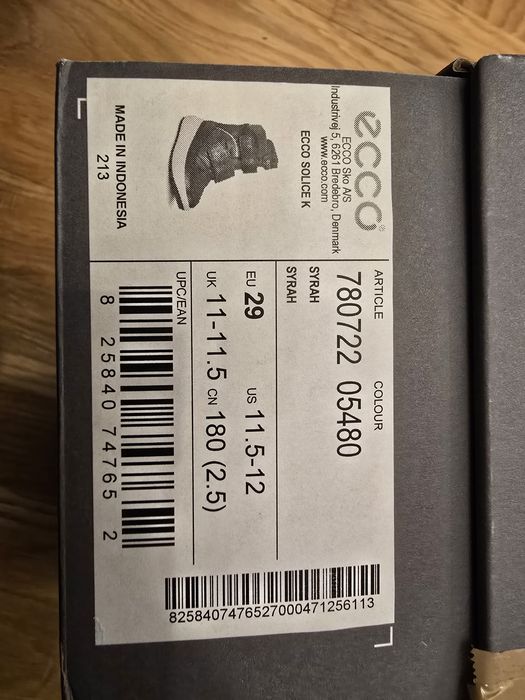 ecco®
ECCO Sko A/S
Industrivej 5, 6261 Bredebro, Denmark
www.ecco.com
ECCO SOLICE K
MADE IN INDONESIA
213
ARTICLE COLOUR
780722 05480
SYRAH
SYRAH
EU 29 US 11.5-12
UK 11-11.5 CN 180 (2.5)
UPC/EAN
8 25840 74765 2
8258407476527000471256113